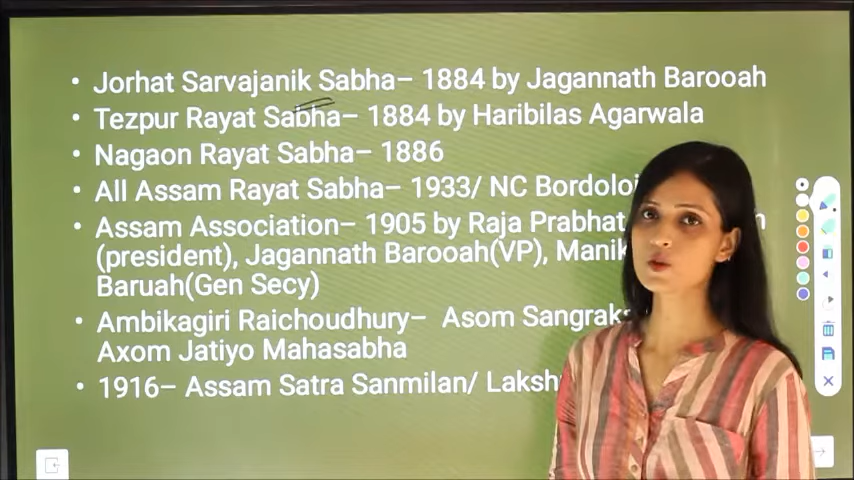 Jorhat Sarvajanik Sabha– 1884 by Jagannath Barooah
Tezpur Rayat Sabha– 1884 by Haribilas Agarwala
Nagaon Rayat Sabha– 1886
All Assam Rayat Sabha– 1933/ NC Bordoloi
Assam Association– 1905 by Raja Prabhat
(president), Jagannath Barooah(VP), Manik
Baruah(Gen Secy)
Ambikagiri Raichoudhury– Asom
Axom Jatiyo Mahasabha
1916– Assam Satra Sanmilan/